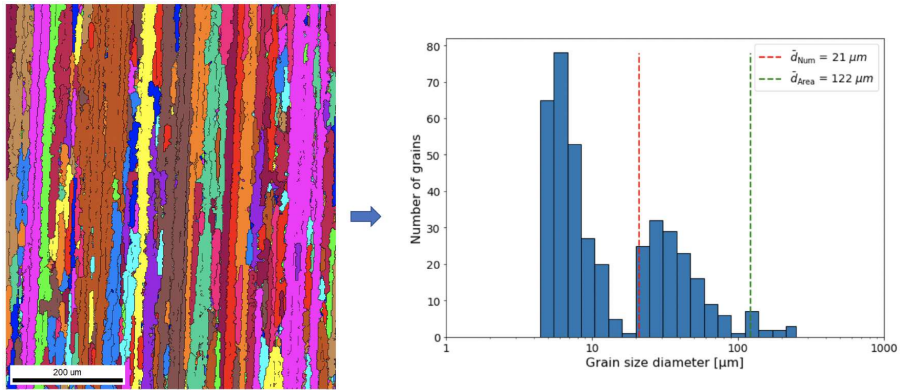 200 um
80
70
60
50
40
30
20
10
0
Number of grains
d̄Num = 21 μm
d̄Area = 122 μm
1
10
100
1000
Grain size diameter [μm]